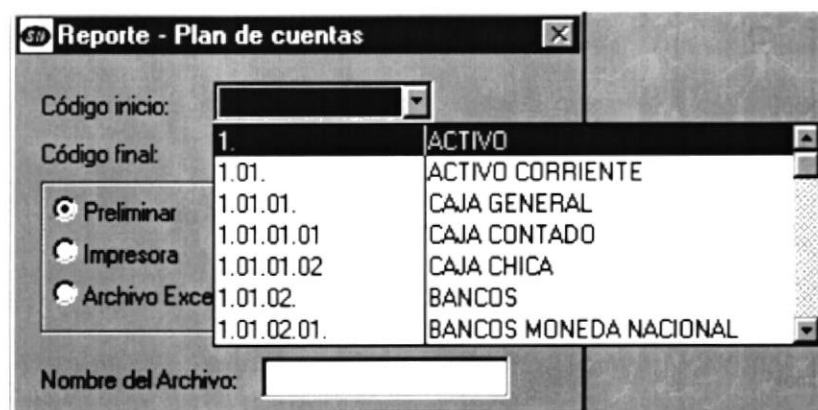 SN Reporte - Plan de cuentas
Código inicio:
Código final:
1. ACTIVO
1.01. ACTIVO CORRIENTE
1.01.01. CAJA GENERAL
1.01.01.01 CAJA CONTADO
1.01.01.02 CAJA CHICA
1.01.02. BANCOS
1.01.02.01. BANCOS MONEDA NACIONAL
Preliminar
Impresora
Archivo Exce
Nombre del Archivo: